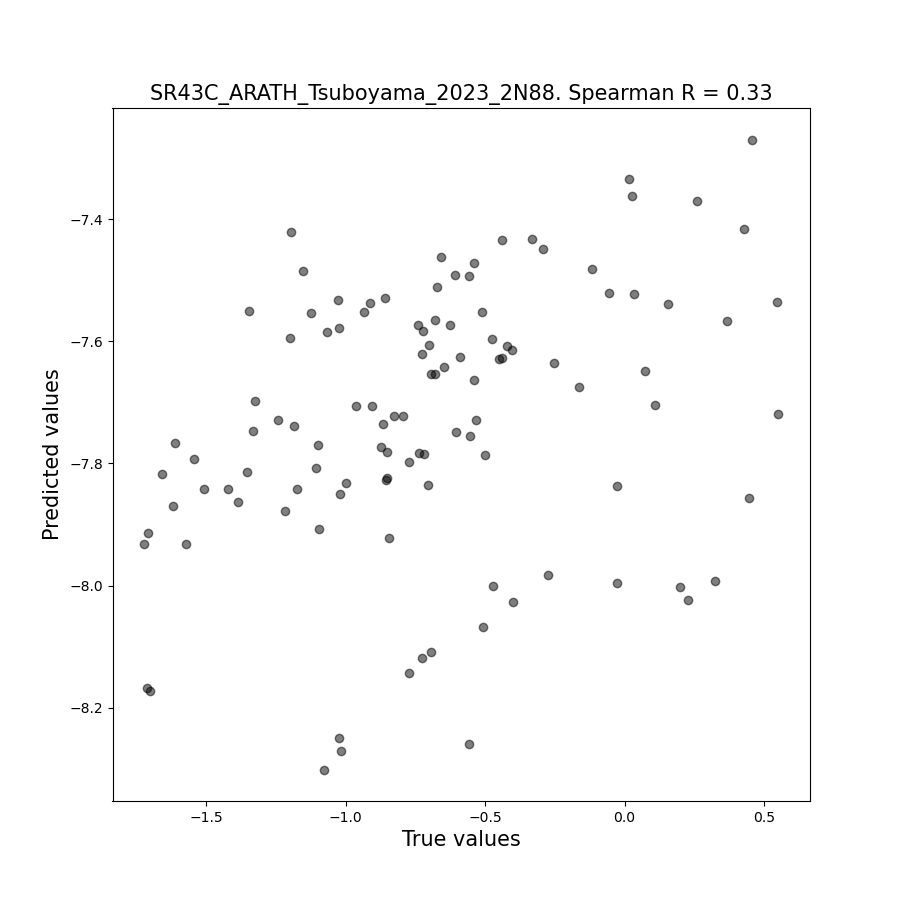 SR43C_ARATH_Tsuboyama_2023_2N88. Spearman R = 0.33
−7.4
−7.6
−7.8
−8.0
−8.2
Predicted values
−1.5 −1.0 −0.5 0.0 0.5
True values